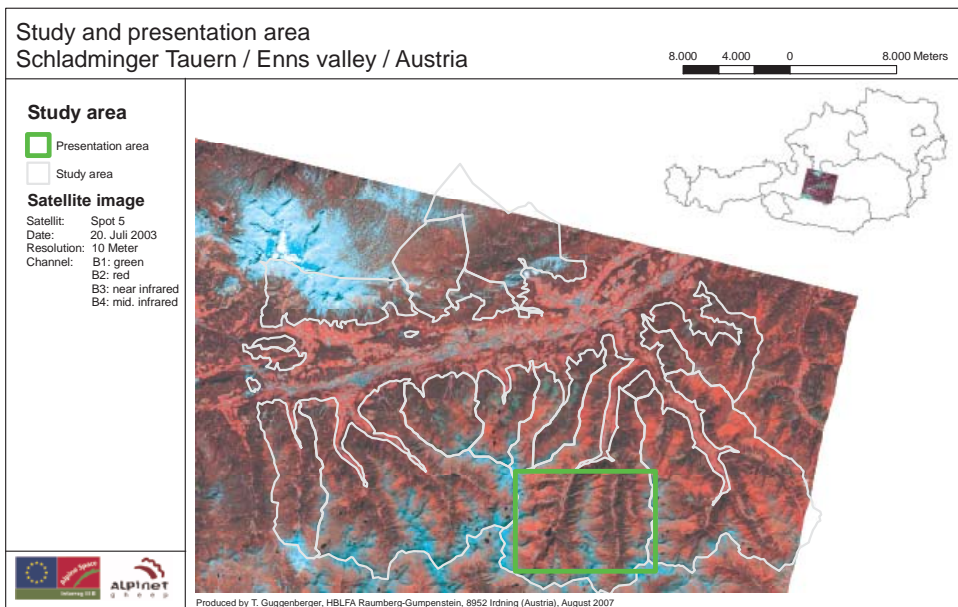 Study and presentation area
Schladminger Tauern / Enns valley / Austria
8.000 4.000 0 8.000 Meters
Study area
Presentation area
Study area
Satellite image
Satellit: Spot 5
Date: 20. Juli 2003
Resolution: 10 Meter
Channel: B1: green
B2: red
B3: near infrared
B4: mid. infrared
Alpine Space
Interreg III B
ALPINET
gheep
Produced by T. Guggenberger, HBLFA Raumberg-Gumpenstein, 8952 Irdning (Austria), August 2007